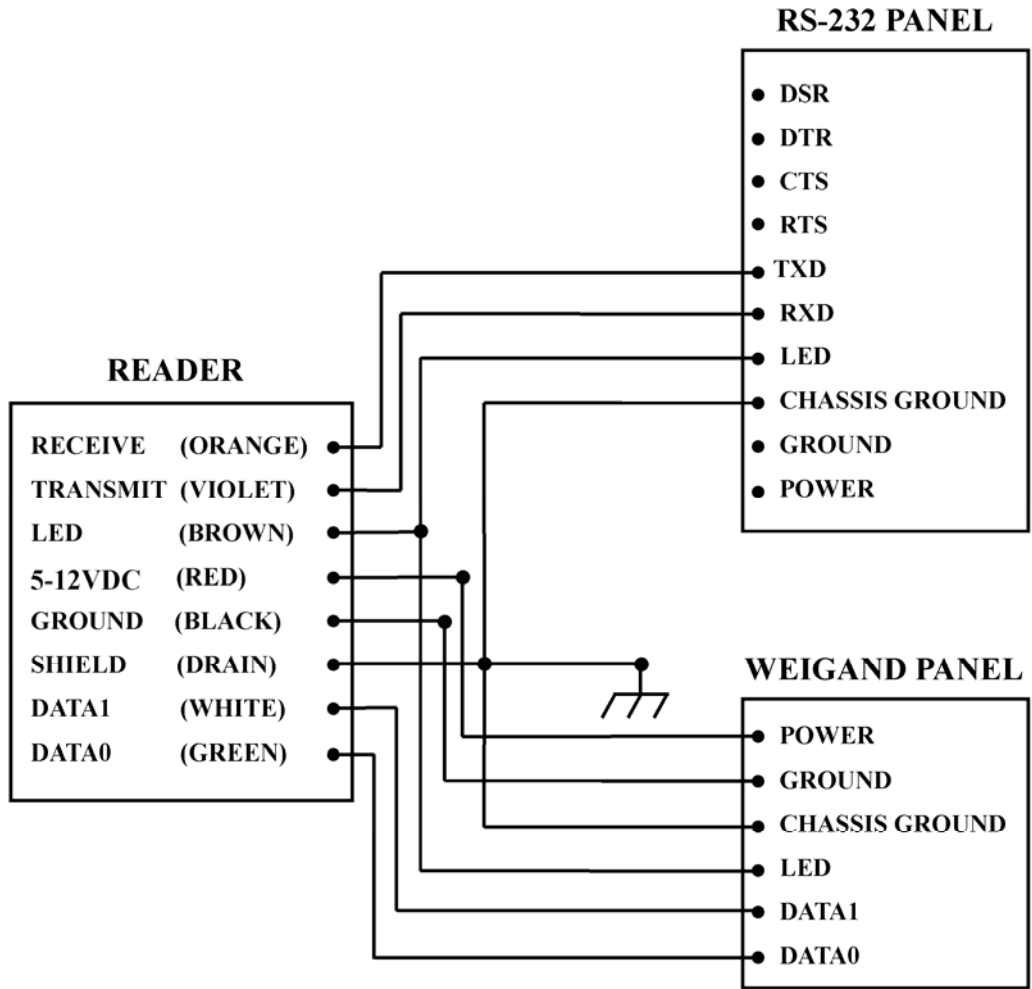 RS-232 PANEL
DSR
DTR
CTS
RTS
TXD
RXD
LED
CHASSIS GROUND
GROUND
POWER
READER
RECEIVE (ORANGE)
TRANSMIT (VIOLET)
LED (BROWN)
5-12VDC (RED)
GROUND (BLACK)
SHIELD (DRAIN)
DATA1 (WHITE)
DATA0 (GREEN)
WEIGAND PANEL
POWER
GROUND
CHASSIS GROUND
LED
DATA1
DATA0